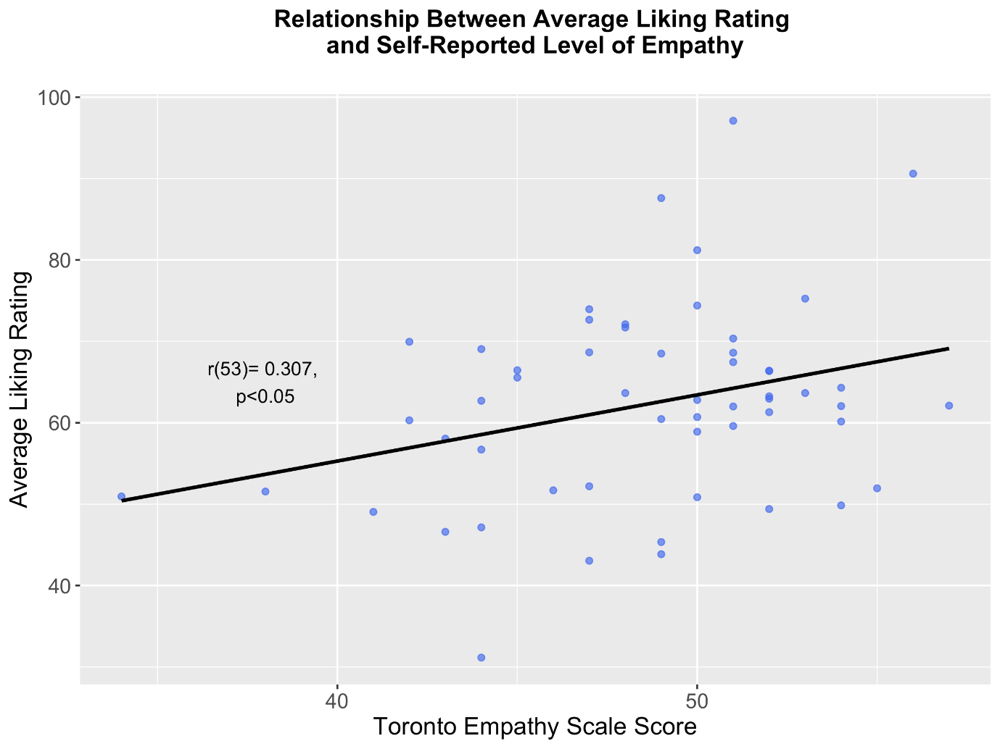 Relationship Between Average Liking Rating
and Self-Reported Level of Empathy
100
80
60
40
Average Liking Rating
r(53)= 0.307,
p<0.05
40
50
Toronto Empathy Scale Score